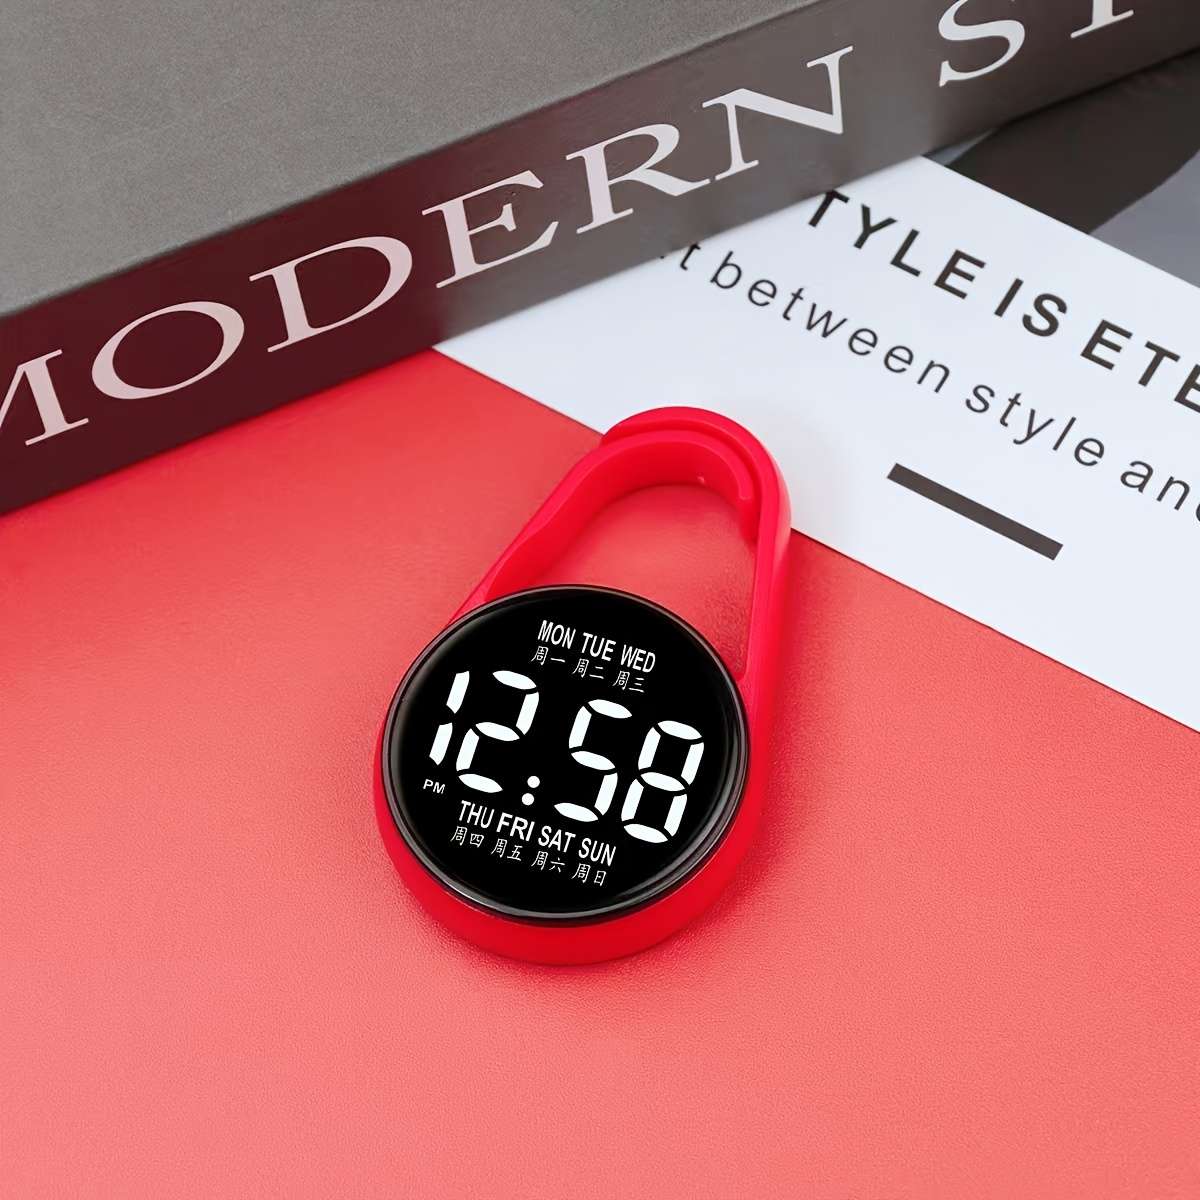 MODERN ST
TYLE IS ETE
t between style and
MON TUE WED
周一 周二 周三
12:58
PM
THU FRI SAT SUN
周四 周五 周六 周日